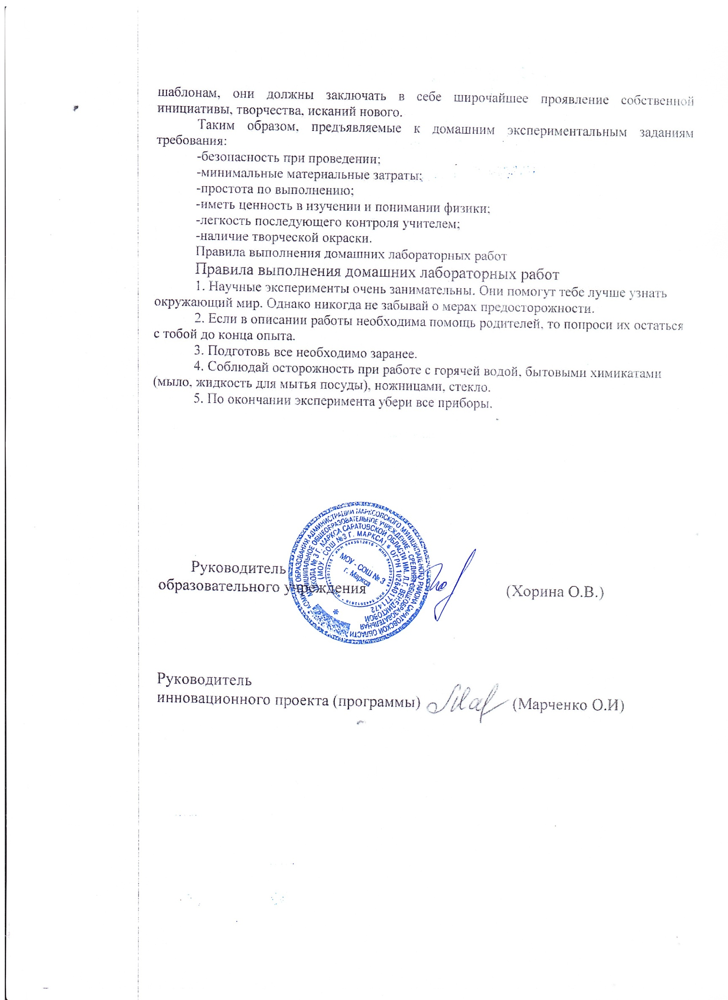 шаблонам, они должны заключать в себе широчайшее проявление собственной
инициативы, творчества, исканий нового.
Таким образом, предъявляемые к домашним экспериментальным заданиям
требования:
-безопасность при проведении;
-минимальные материальные затраты;
-простота по выполнению;
-иметь ценность в изучении и понимании физики;
-легкость последующего контроля учителем;
-наличие творческой окраски.
Правила выполнения домашних лабораторных работ
Правила выполнения домашних лабораторных работ
1. Научные эксперименты очень занимательны. Они помогут тебе лучше узнать
окружающий мир. Однако никогда не забывай о мерах предосторожности.
2. Если в описании работы необходима помощь родителей, то попроси их остаться
с тобой до конца опыта.
3. Подготовь все необходимо заранее.
4. Соблюдай осторожность при работе с горячей водой, бытовыми химикатами
(мыло, жидкость для мытья посуды), ножницами, стекло.
5. По окончании эксперимента убери все приборы.
Руководитель
образовательного учреждения
(Хорина О.В.)
ОБРАЗОВАНИЯ АДМИНИСТРАЦИИ МАРКСОВСКОГО МУНИЦИПАЛЬНОГО РАЙОНА САРАТОВСКОЙ ОБЛАСТИ
МУНИЦИПАЛЬНОЕ ОБЩЕОБРАЗОВАТЕЛЬНОЕ УЧРЕЖДЕНИЕ - СРЕДНЯЯ ОБЩЕОБРАЗОВАТЕЛЬНАЯ
ШКОЛА № 3 Г. МАРКСА САРАТОВСКОЙ ОБЛАСТИ ИМ. Л.Г. ВЕНЕДИКТОВОЙ
(МОУ - СОШ №3 Г. МАРКСА) * ОГРН 1026401771472
ИНН 6443012616 * ИНН 6443012616 * ИНН 6443012616 * ИНН 6443012616
МОУ - СОШ № 3
г. Маркса
Руководитель
инновационного проекта (программы)
(Марченко О.И)